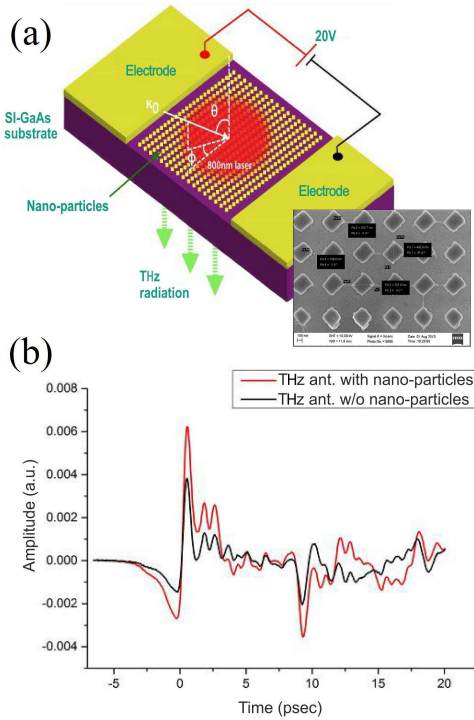 (a)
20V
Electrode
SI-GaAs
substrate
K0
θ
ϕ
800nm laser
Nano-particles
Electrode
THz
radiation
100 nm
(b)
THz ant. with nano-particles
THz ant. w/o nano-particles
Amplitude (a.u.)
0.008
0.006
0.004
0.002
0.000
-0.002
-0.004
-5
0
5
10
15
20
Time (psec)